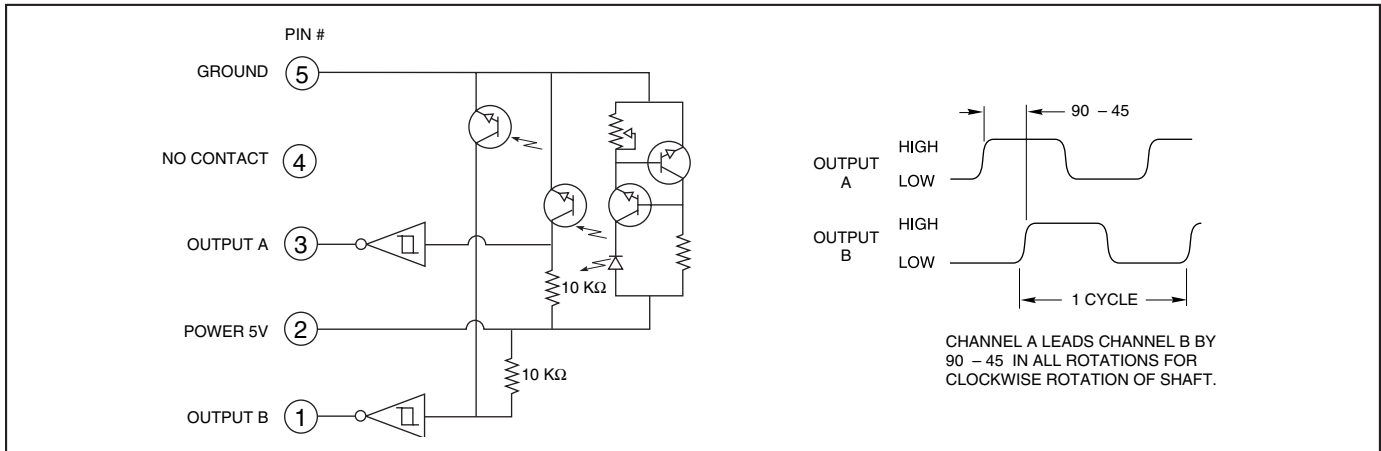 PIN #
GROUND 5
NO CONTACT 4
OUTPUT A 3
10 KΩ
POWER 5V 2
10 KΩ
OUTPUT B 1
90 – 45
HIGH
OUTPUT
A
LOW
HIGH
OUTPUT
B
LOW
1 CYCLE
CHANNEL A LEADS CHANNEL B BY
90 – 45 IN ALL ROTATIONS FOR
CLOCKWISE ROTATION OF SHAFT.